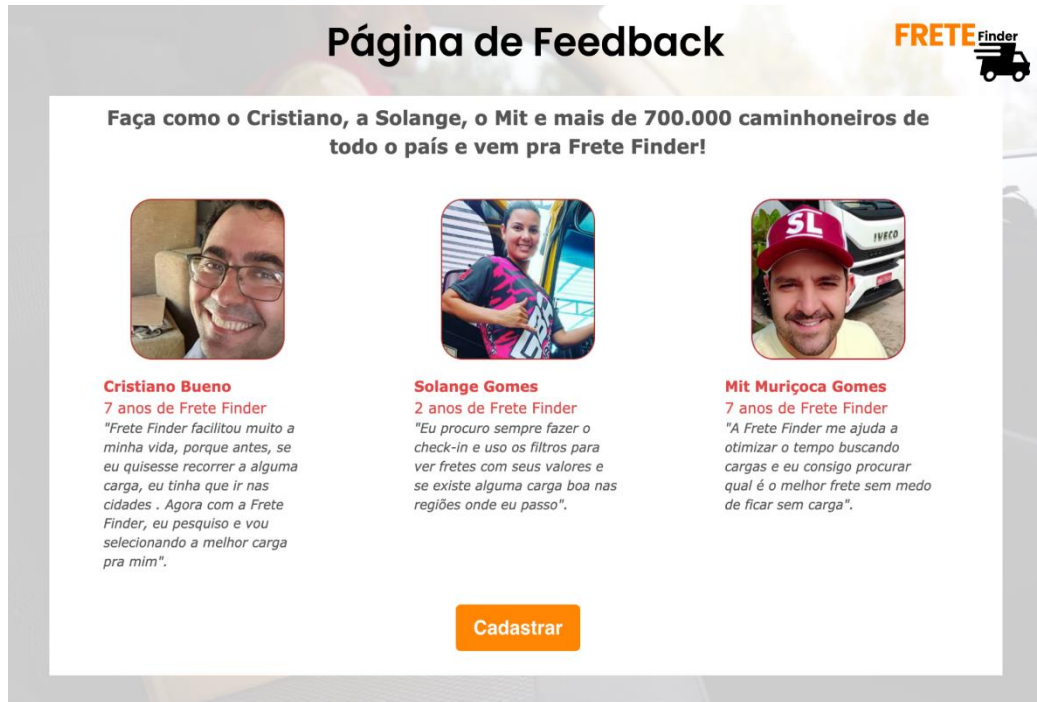 Página de Feedback
FRETE Finder
Faça como o Cristiano, a Solange, o Mit e mais de 700.000 caminhoneiros de
todo o país e vem pra Frete Finder!
SL
IVECO
Cristiano Bueno
7 anos de Frete Finder
"Frete Finder facilitou muito a
minha vida, porque antes, se
eu quisesse recorrer a alguma
carga, eu tinha que ir nas
cidades . Agora com a Frete
Finder, eu pesquiso e vou
selecionando a melhor carga
pra mim".
Solange Gomes
2 anos de Frete Finder
"Eu procuro sempre fazer o
check-in e uso os filtros para
ver fretes com seus valores e
se existe alguma carga boa nas
regiões onde eu passo".
Mit Muriçoca Gomes
7 anos de Frete Finder
"A Frete Finder me ajuda a
otimizar o tempo buscando
cargas e eu consigo procurar
qual é o melhor frete sem medo
de ficar sem carga".
Cadastrar